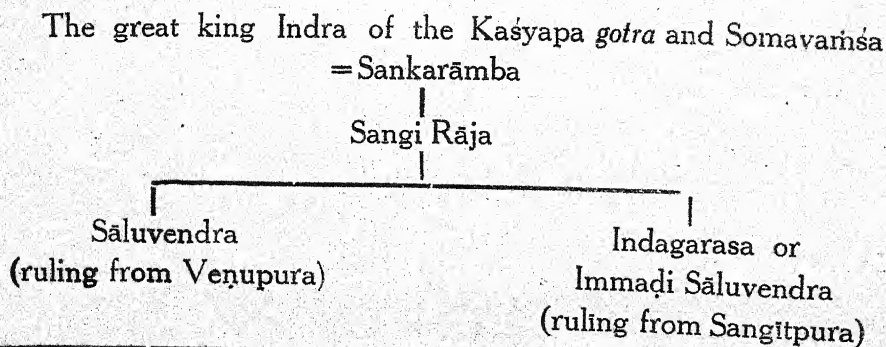 The great king Indra of the Kaśyapa gotra and Somavaṁśa
=Sankarāmba
Sangi Rāja
Sāluvendra
(ruling from Veṇupura)
Indagarasa or
Immaḍi Sāluvendra
(ruling from Sangītpura)